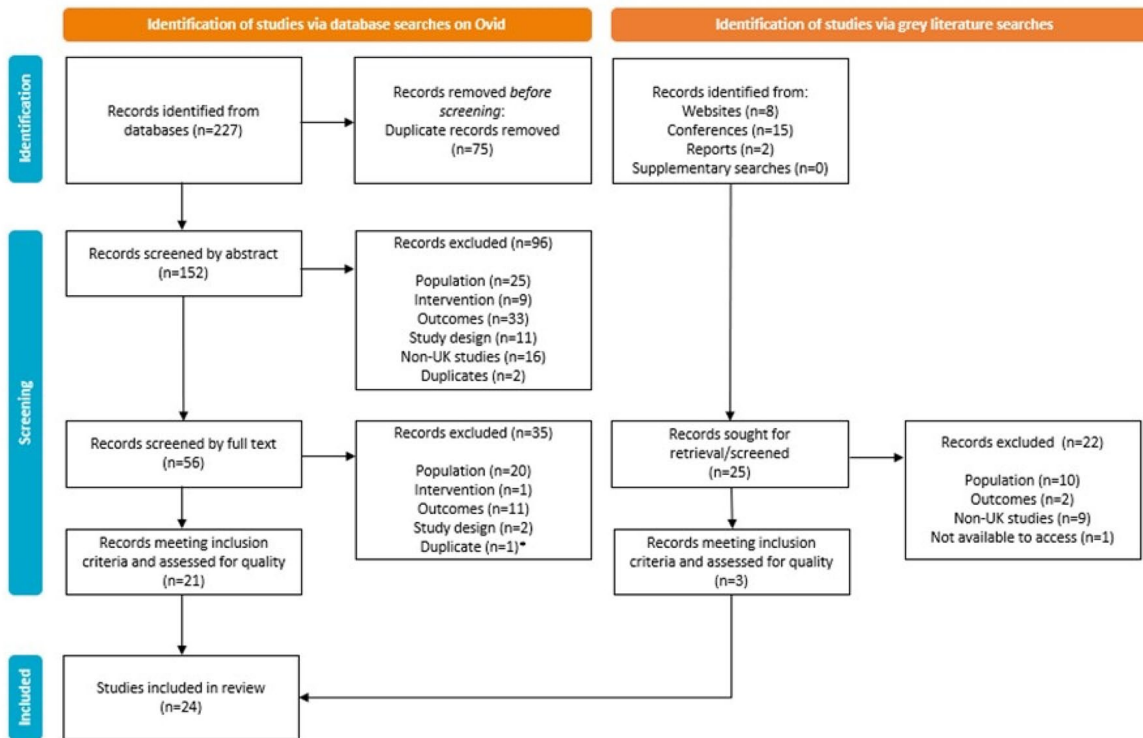 Identification of studies via database searches on Ovid
Identification of studies via grey literature searches
Identification
Records identified from
databases (n=227)
Records removed before
screening:
Duplicate records removed
(n=75)
Records identified from:
Websites (n=8)
Conferences (n=15)
Reports (n=2)
Supplementary searches (n=0)
Screening
Records screened by abstract
(n=152)
Records excluded (n=96)
Population (n=25)
Intervention (n=9)
Outcomes (n=33)
Study design (n=11)
Non-UK studies (n=16)
Duplicates (n=2)
Records screened by full text
(n=56)
Records excluded (n=35)
Population (n=20)
Intervention (n=1)
Outcomes (n=11)
Study design (n=2)
Duplicate (n=1)*
Records sought for
retrieval/screened
(n=25)
Records excluded (n=22)
Population (n=10)
Outcomes (n=2)
Non-UK studies (n=9)
Not available to access (n=1)
Records meeting inclusion
criteria and assessed for quality
(n=21)
Records meeting inclusion
criteria and assessed for quality
(n=3)
Included
Studies included in review
(n=24)